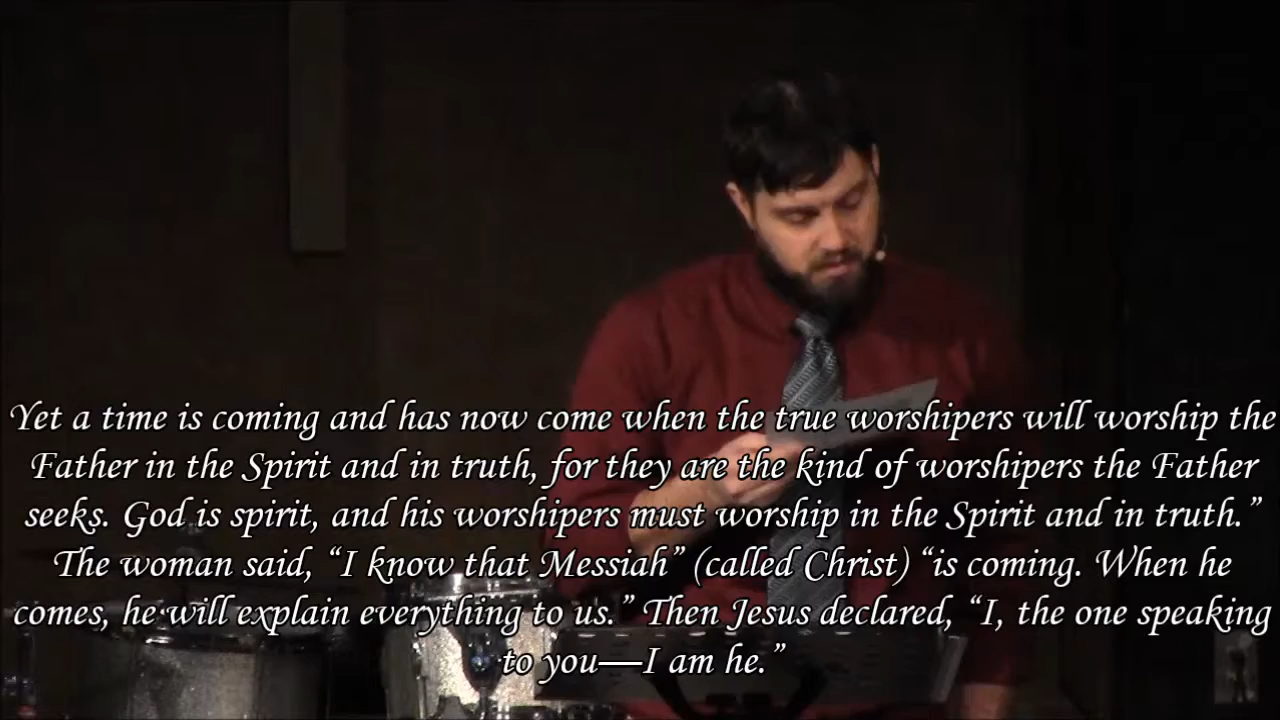 Yet a time is coming and has now come when the true worshipers will worship the
Father in the Spirit and in truth, for they are the kind of worshipers the Father
seeks. God is spirit, and his worshipers must worship in the Spirit and in truth.”
The woman said, “I know that Messiah” (called Christ) “is coming. When he
comes, he will explain everything to us.” Then Jesus declared, “I, the one speaking
to you—I am he.”